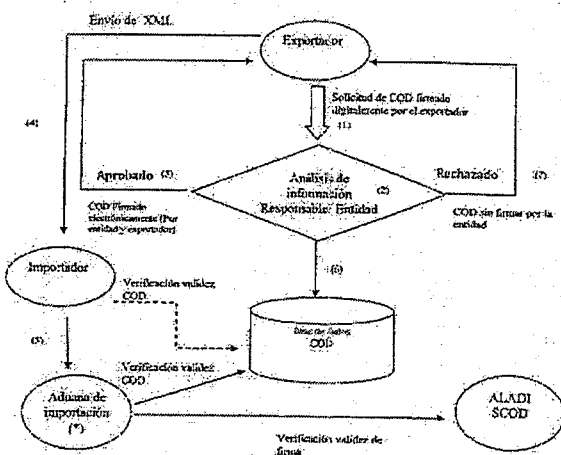 Envío de XML
Exportador
Solicitud de COD firmado
digitalmente por el exportador
(1)
(4)
Aprobado (3)
Análisis de
información (2)
Responsable: Entidad
Rechazado (7)
COD Firmado
electrónicamente (Por
entidad y exportador)
COD sin firmar por la
entidad
Importador
Verificación validez
COD
(6)
Base de datos
COD
(5)
Verificación validez
COD
Aduana de
importación
(*)
ALADI
SCOD
Verificación validez de
firma